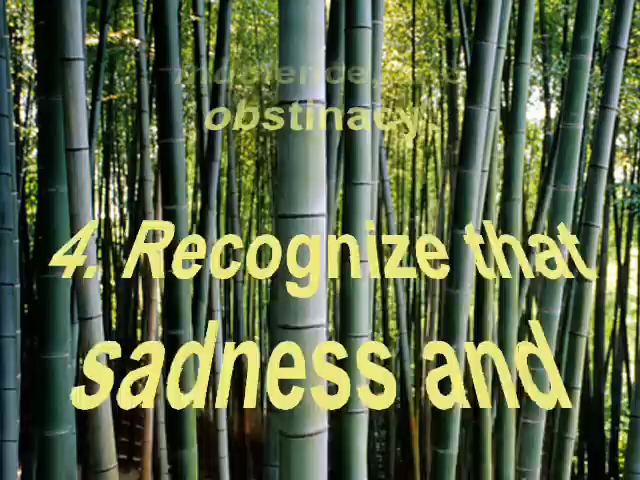 obstinacy.
4. Recognize that
sadness and